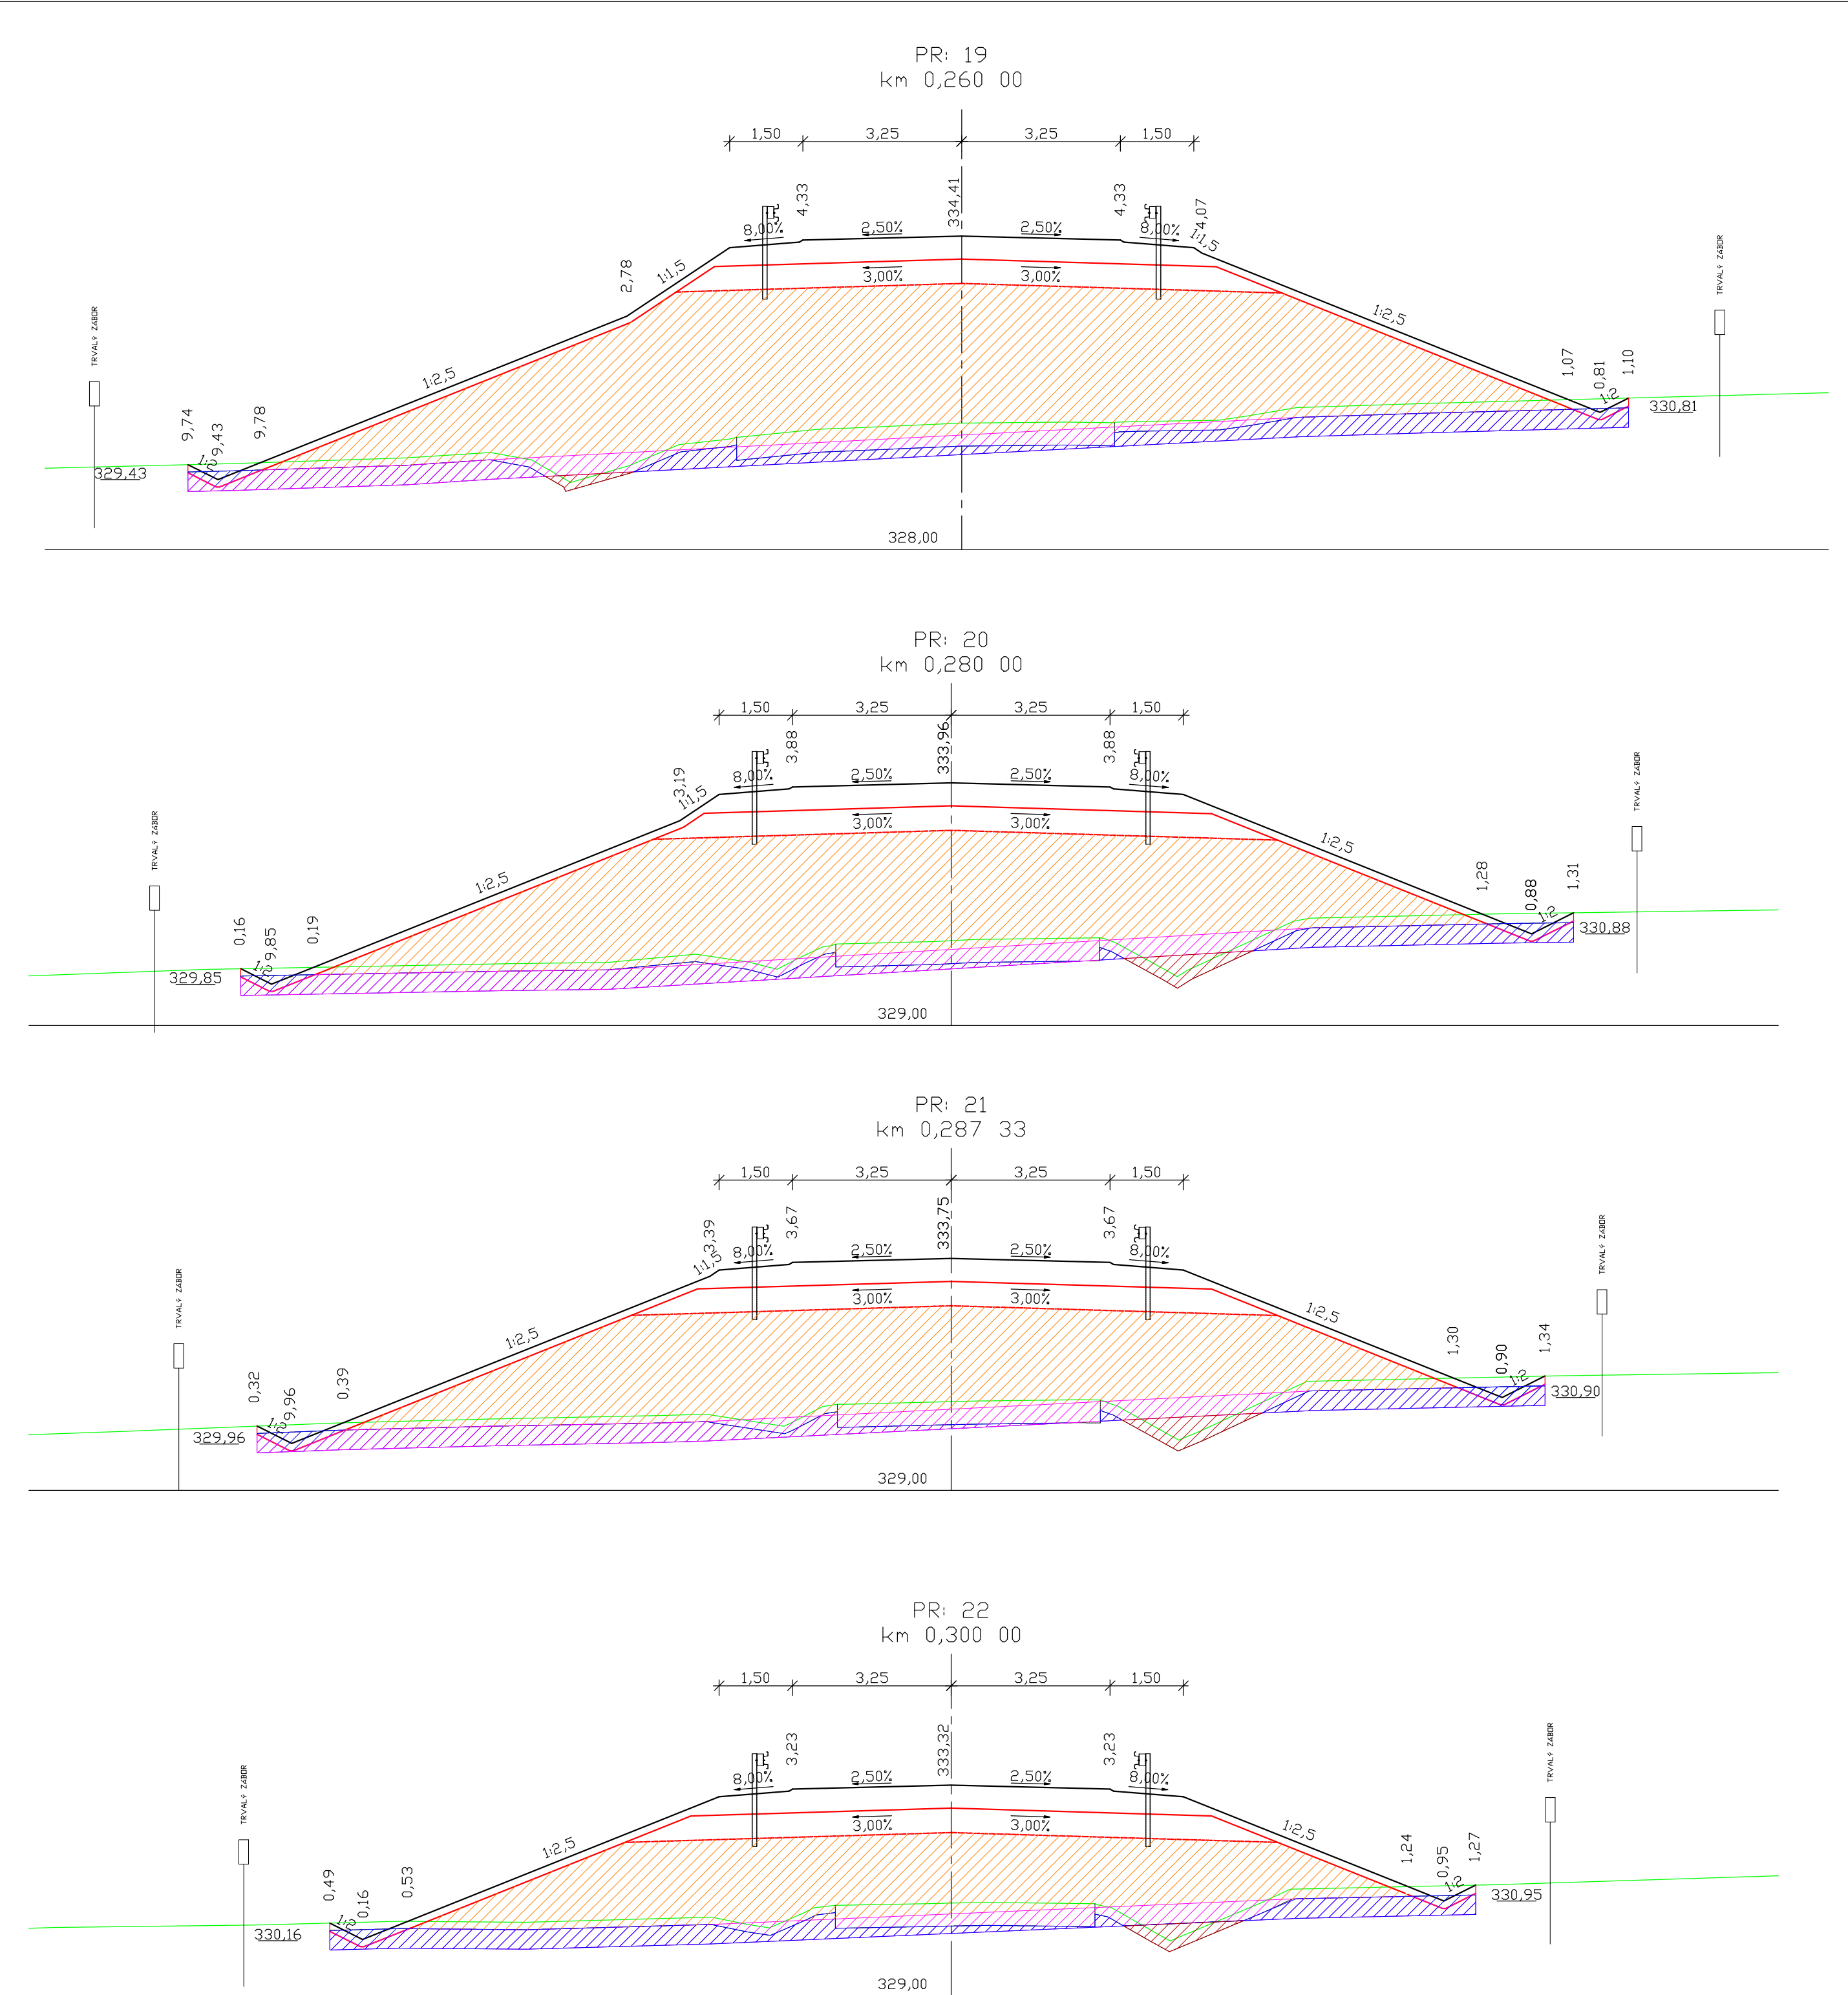 PR: 19
km 0,260 00
1,50 3,25 3,25 1,50
4,33 334,41 4,33 4,07
8,00% 2,50% 2,50% 8,00% 1:1,5
2,78 1:1,5 3,00% 3,00%
TRVALÝ ZÁBOR TRVALÝ ZÁBOR
1:2,5 1:2,5
9,74 9,43 9,78 1,07 0,81 1,10
1:2 1:2
329,43 330,81
328,00
PR: 20
km 0,280 00
1,50 3,25 3,25 1,50
3,88 333,96 3,88
3,19 8,00% 2,50% 2,50% 8,00%
1:1,5 3,00% 3,00%
TRVALÝ ZÁBOR TRVALÝ ZÁBOR
1:2,5 1:2,5
0,16 9,85 0,19 1,28 0,88 1,31
1:2 1:2
329,85 330,88
329,00
PR: 21
km 0,287 33
1,50 3,25 3,25 1,50
3,67 333,75 3,67
3,39 8,00% 2,50% 2,50% 8,00%
1:1,5 3,00% 3,00%
TRVALÝ ZÁBOR TRVALÝ ZÁBOR
1:2,5 1:2,5
0,32 9,96 0,39 1,30 0,90 1,34
1:2 1:2
329,96 330,90
329,00
PR: 22
km 0,300 00
1,50 3,25 3,25 1,50
3,23 333,32 3,23
8,00% 2,50% 2,50% 8,00%
3,00% 3,00%
TRVALÝ ZÁBOR TRVALÝ ZÁBOR
1:2,5 1:2,5
0,49 0,16 0,53 1,24 0,95 1,27
1:2 1:2
330,16 330,95
329,00